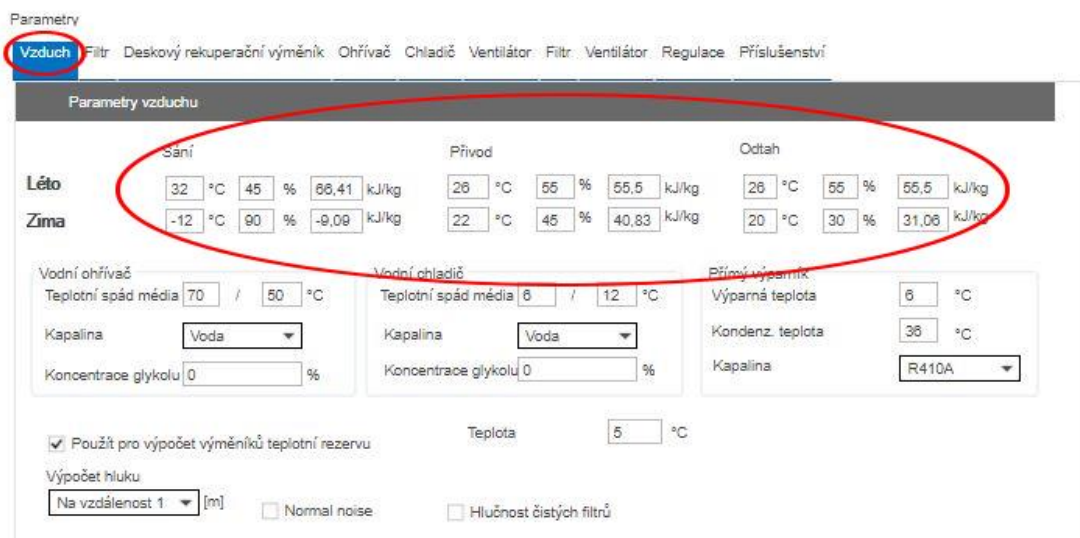 Parametry
Vzduch Filtr Deskový rekuperační výměník Ohřívač Chladič Ventilátor Filtr Ventilátor Regulace Příslušenství
Parametry vzduchu
Sání Přívod Odtah
Léto 32 °C 45 % 66,41 kJ/kg 26 °C 55 % 55,5 kJ/kg 26 °C 55 % 55,5 kJ/kg
Zima -12 °C 90 % -9,09 kJ/kg 22 °C 45 % 40,83 kJ/kg 20 °C 30 % 31,06 kJ/kg
Vodní ohřívač Vodní chladič Přímý výparník
Teplotní spád média 70 / 50 °C Teplotní spád média 6 / 12 °C Výparná teplota 6 °C
Kapalina Voda Kapalina Voda Kondenz. teplota 36 °C
Koncentrace glykolu 0 % Koncentrace glykolu 0 % Kapalina R410A
Použít pro výpočet výměníků teplotní rezervu Teplota 5 °C
Výpočet hluku
Na vzdálenost 1 [m] Normal noise Hlučnost čistých filtrů